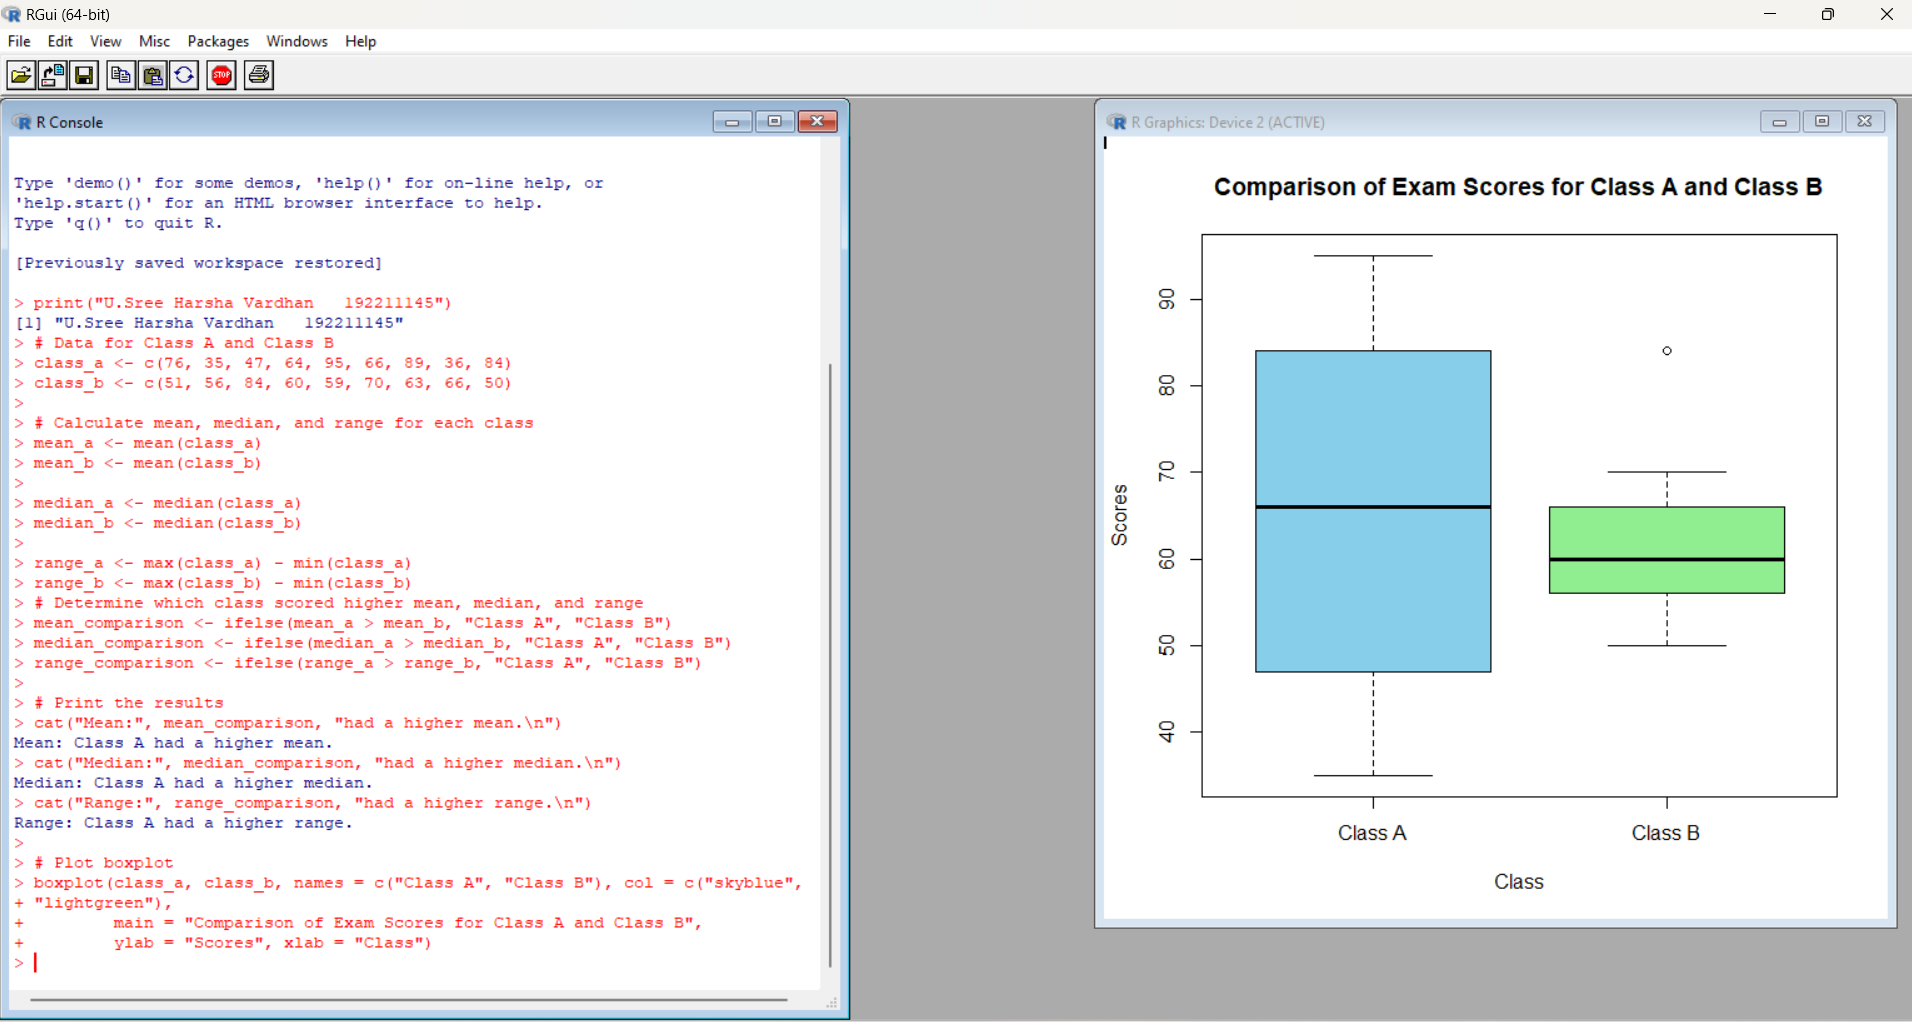 RGui (64-bit)
File Edit View Misc Packages Windows Help
STOP
R Console
Type 'demo()' for some demos, 'help()' for on-line help, or
'help.start()' for an HTML browser interface to help.
Type 'q()' to quit R.
[Previously saved workspace restored]
> print("U.Sree Harsha Vardhan   192211145")
[1] "U.Sree Harsha Vardhan   192211145"
> # Data for Class A and Class B
> class_a <- c(76, 35, 47, 64, 95, 66, 89, 36, 84)
> class_b <- c(51, 56, 84, 60, 59, 70, 63, 66, 50)
>
> # Calculate mean, median, and range for each class
> mean_a <- mean(class_a)
> mean_b <- mean(class_b)
>
> median_a <- median(class_a)
> median_b <- median(class_b)
>
> range_a <- max(class_a) - min(class_a)
> range_b <- max(class_b) - min(class_b)
> # Determine which class scored higher mean, median, and range
> mean_comparison <- ifelse(mean_a > mean_b, "Class A", "Class B")
> median_comparison <- ifelse(median_a > median_b, "Class A", "Class B")
> range_comparison <- ifelse(range_a > range_b, "Class A", "Class B")
>
> # Print the results
> cat("Mean:", mean_comparison, "had a higher mean.\n")
Mean: Class A had a higher mean.
> cat("Median:", median_comparison, "had a higher median.\n")
Median: Class A had a higher median.
> cat("Range:", range_comparison, "had a higher range.\n")
Range: Class A had a higher range.
>
> # Plot boxplot
> boxplot(class_a, class_b, names = c("Class A", "Class B"), col = c("skyblue",
+ "lightgreen"),
+         main = "Comparison of Exam Scores for Class A and Class B",
+         ylab = "Scores", xlab = "Class")
>
R Graphics: Device 2 (ACTIVE)
Comparison of Exam Scores for Class A and Class B
90
80
70
60
50
40
Scores
Class A Class B
Class